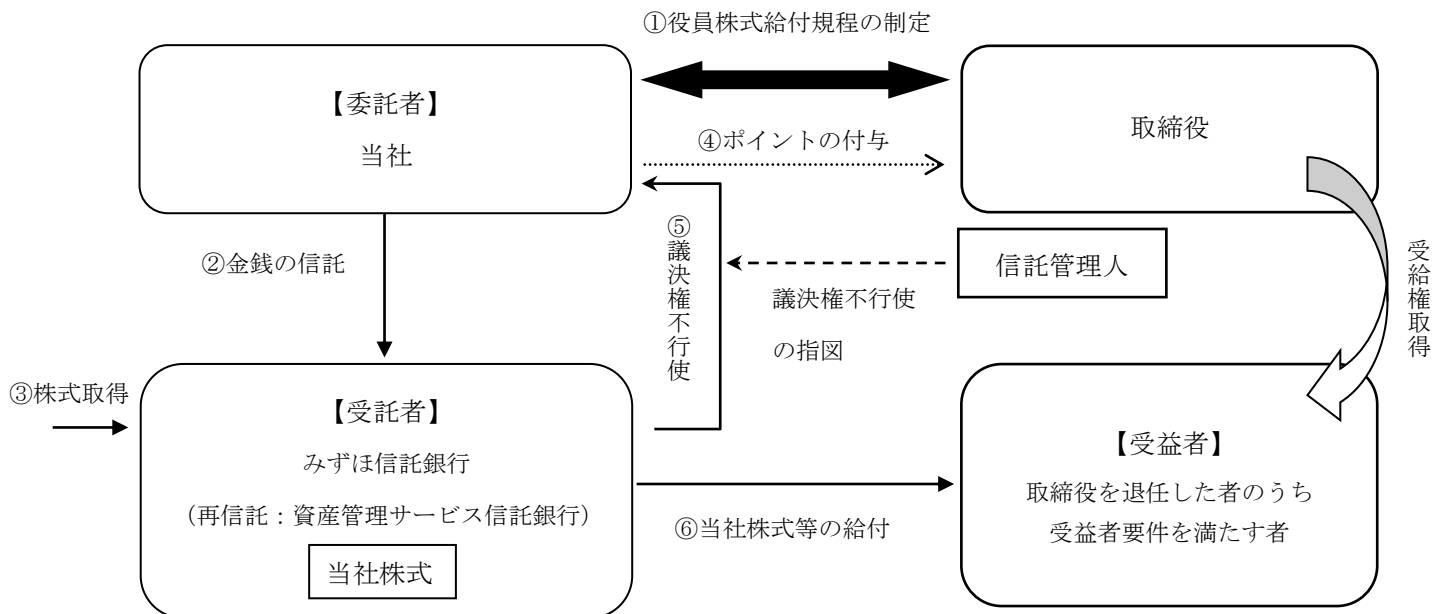 ①役員株式給付規程の制定
【委託者】
当社
取締役
④ポイントの付与
②金銭の信託
⑤議決権不行使
信託管理人
議決権不行使
の指図
受給権取得
③株式取得
【受託者】
みずほ信託銀行
（再信託：資産管理サービス信託銀行）
当社株式
⑥当社株式等の給付
【受益者】
取締役を退任した者のうち
受益者要件を満たす者